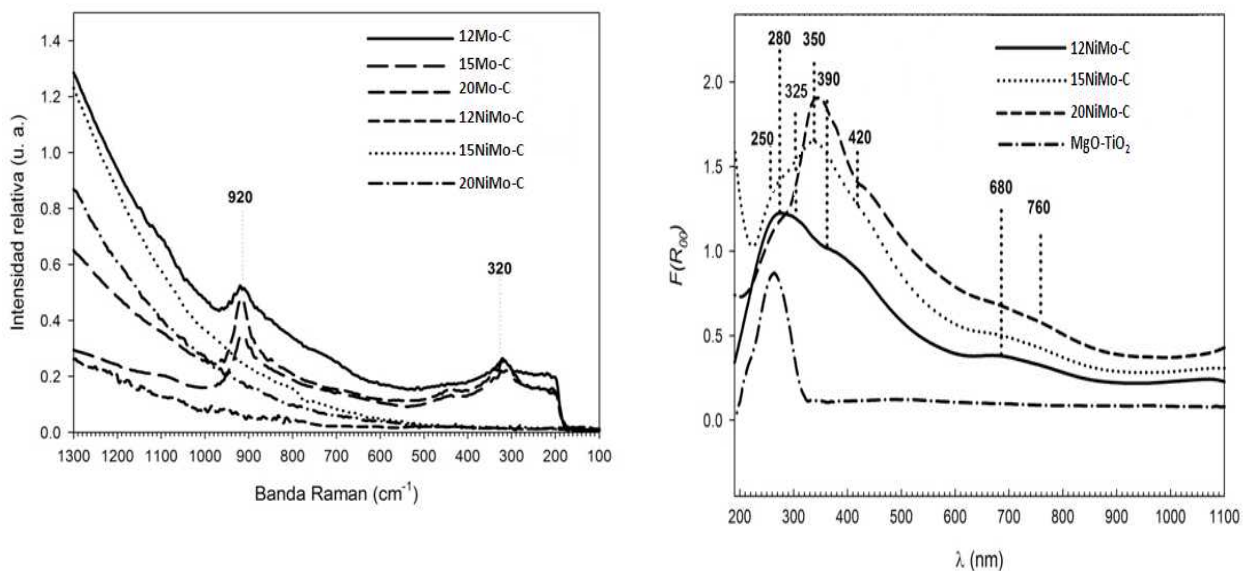 1.4
1.2
1.0
0.8
0.6
0.4
0.2
0.0
Intensidad relativa (u. a.)
12Mo-C
15Mo-C
20Mo-C
12NiMo-C
15NiMo-C
20NiMo-C
920
320
1300 1200 1100 1000 900 800 700 600 500 400 300 200 100
Banda Raman (cm⁻¹)
2.0
1.5
1.0
0.5
0.0
F(R∞)
280
350
325
390
250
420
680
760
12NiMo-C
15NiMo-C
20NiMo-C
MgO-TiO₂
200 300 400 500 600 700 800 900 1000 1100
λ (nm)